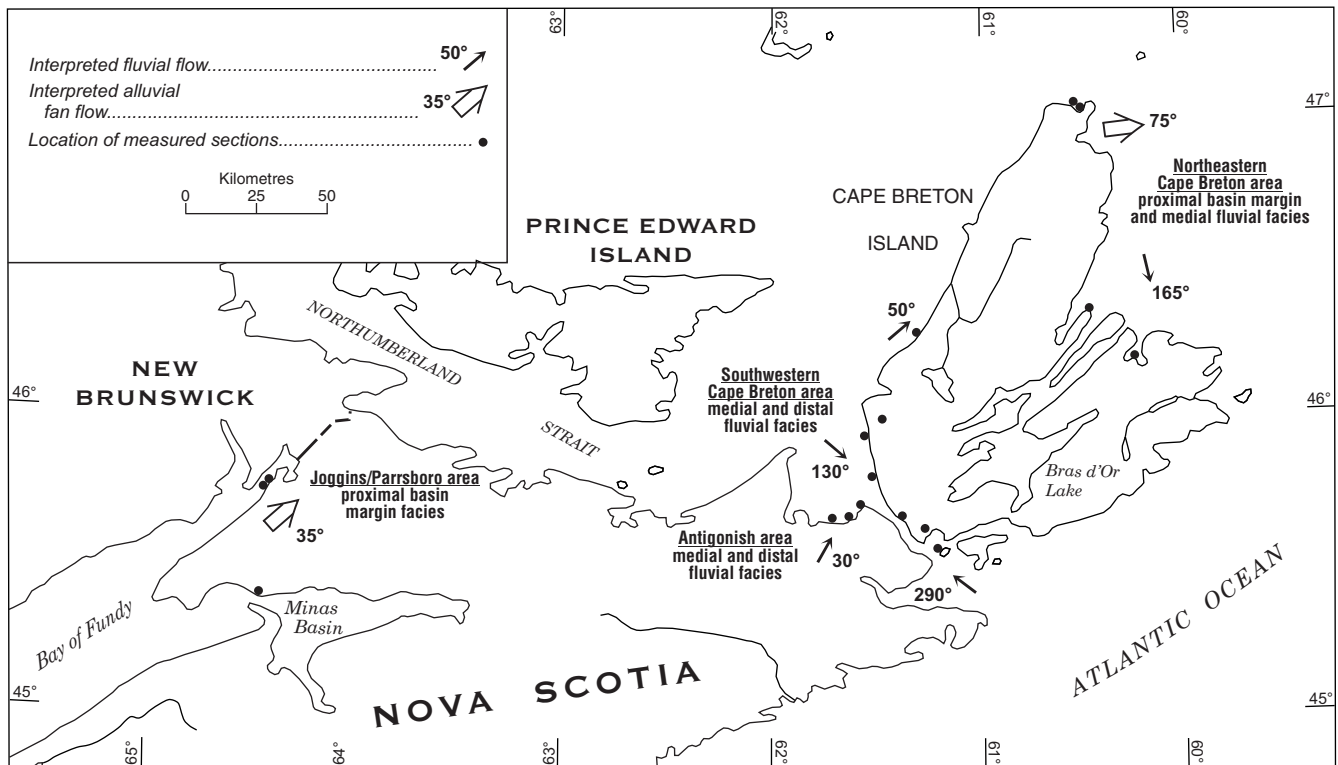 63°
62°
61°
60°
Interpreted fluvial flow
50°
Interpreted alluvial
fan flow
35°
Location of measured sections
Kilometres
0 25 50
47°
75°
Northeastern
Cape Breton area
proximal basin margin
and medial fluvial facies
CAPE BRETON
ISLAND
PRINCE EDWARD
ISLAND
165°
50°
NORTHUMBERLAND
STRAIT
NEW
BRUNSWICK
46°
46°
Southwestern
Cape Breton area
medial and distal
fluvial facies
130°
Bras d'Or
Lake
Joggins/Parrsboro area
proximal basin
margin facies
35°
Antigonish area
medial and distal
fluvial facies
30°
290°
Minas
Basin
Bay of Fundy
ATLANTIC OCEAN
NOVA SCOTIA
45°
45°
65°
64°
63°
62°
61°
60°